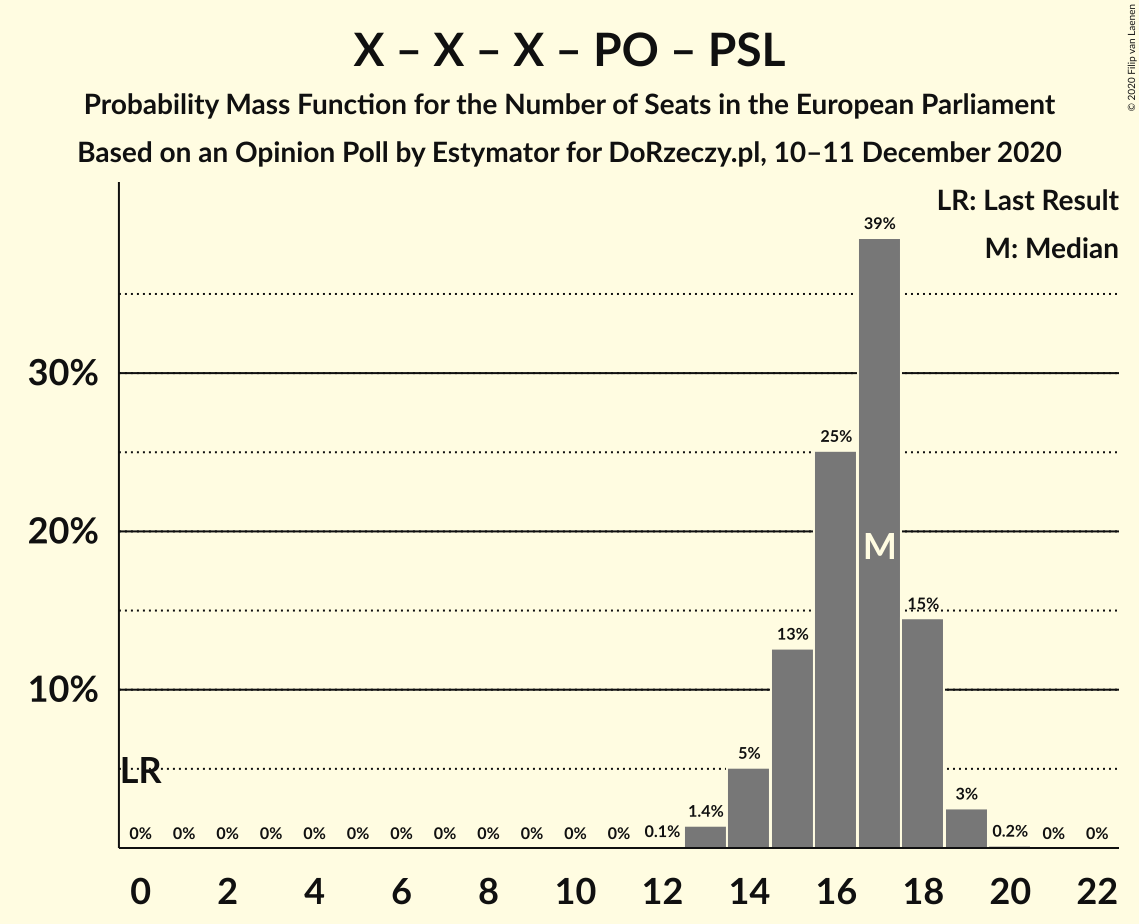 X – X – X – PO – PSL
Probability Mass Function for the Number of Seats in the European Parliament
Based on an Opinion Poll by Estymator for DoRzeczy.pl, 10–11 December 2020
© 2020 Filip van Laenen
LR: Last Result
M: Median
39%
30%
25%
20%
M
15%
13%
10%
5%
LR
3%
1.4%
0% 0% 0% 0% 0% 0% 0% 0% 0% 0% 0% 0% 0.1% 0.2% 0% 0%
0 2 4 6 8 10 12 14 16 18 20 22